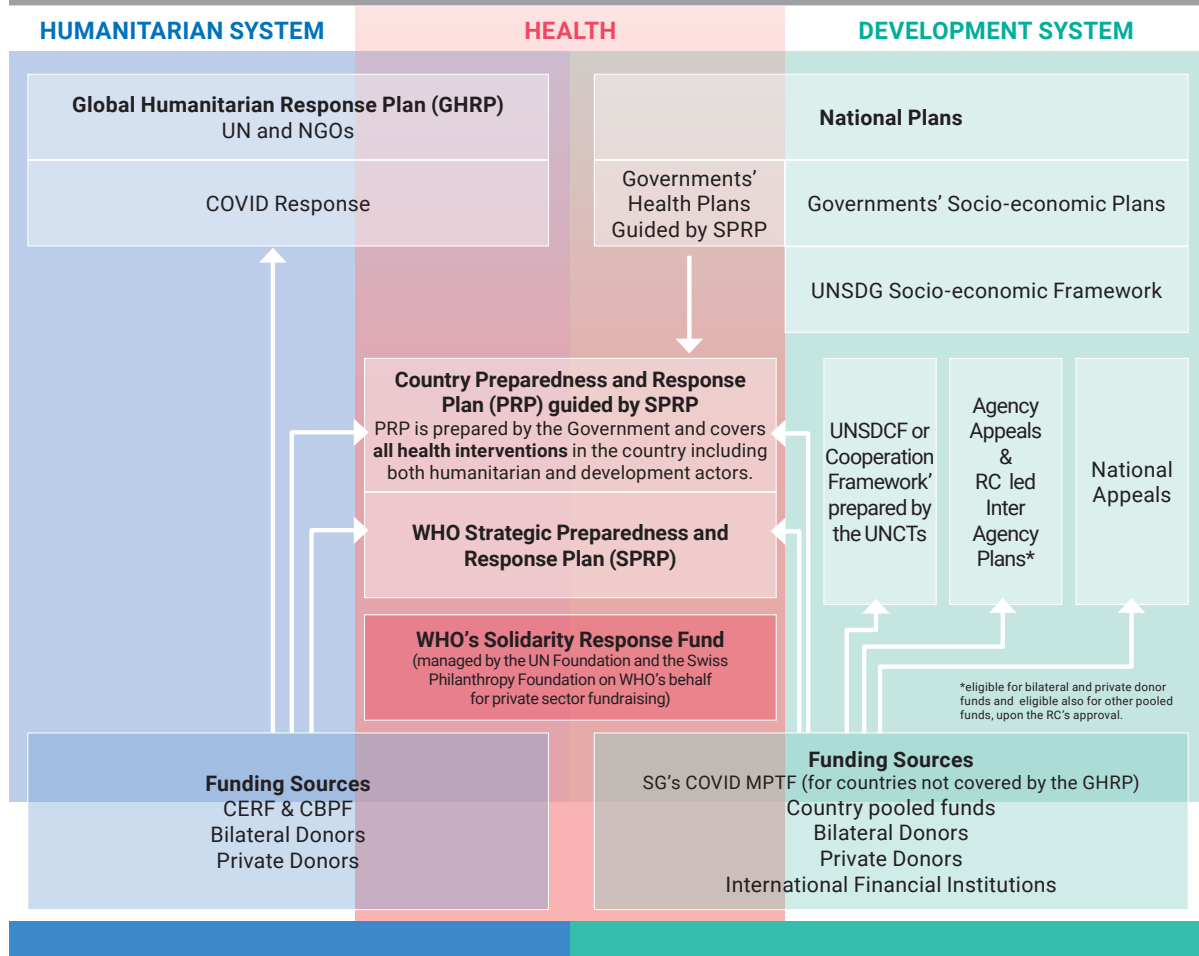 HUMANITARIAN SYSTEM
HEALTH
DEVELOPMENT SYSTEM
Global Humanitarian Response Plan (GHRP)
UN and NGOs
COVID Response
National Plans
Governments’
Health Plans
Guided by SPRP
Governments’ Socio-economic Plans
UNSDG Socio-economic Framework
Country Preparedness and Response
Plan (PRP) guided by SPRP
PRP is prepared by the Government and covers
all health interventions in the country including
both humanitarian and development actors.
WHO Strategic Preparedness and
Response Plan (SPRP)
WHO’s Solidarity Response Fund
(managed by the UN Foundation and the Swiss
Philanthropy Foundation on WHO’s behalf
for private sector fundraising)
UNSDCF or
Cooperation
Framework’
prepared by
the UNCTs
Agency
Appeals
&
RC led
Inter
Agency
Plans*
National
Appeals
*eligible for bilateral and private donor
funds and eligible also for other pooled
funds, upon the RC’s approval.
Funding Sources
CERF & CBPF
Bilateral Donors
Private Donors
Funding Sources
SG’s COVID MPTF (for countries not covered by the GHRP)
Country pooled funds
Bilateral Donors
Private Donors
International Financial Institutions